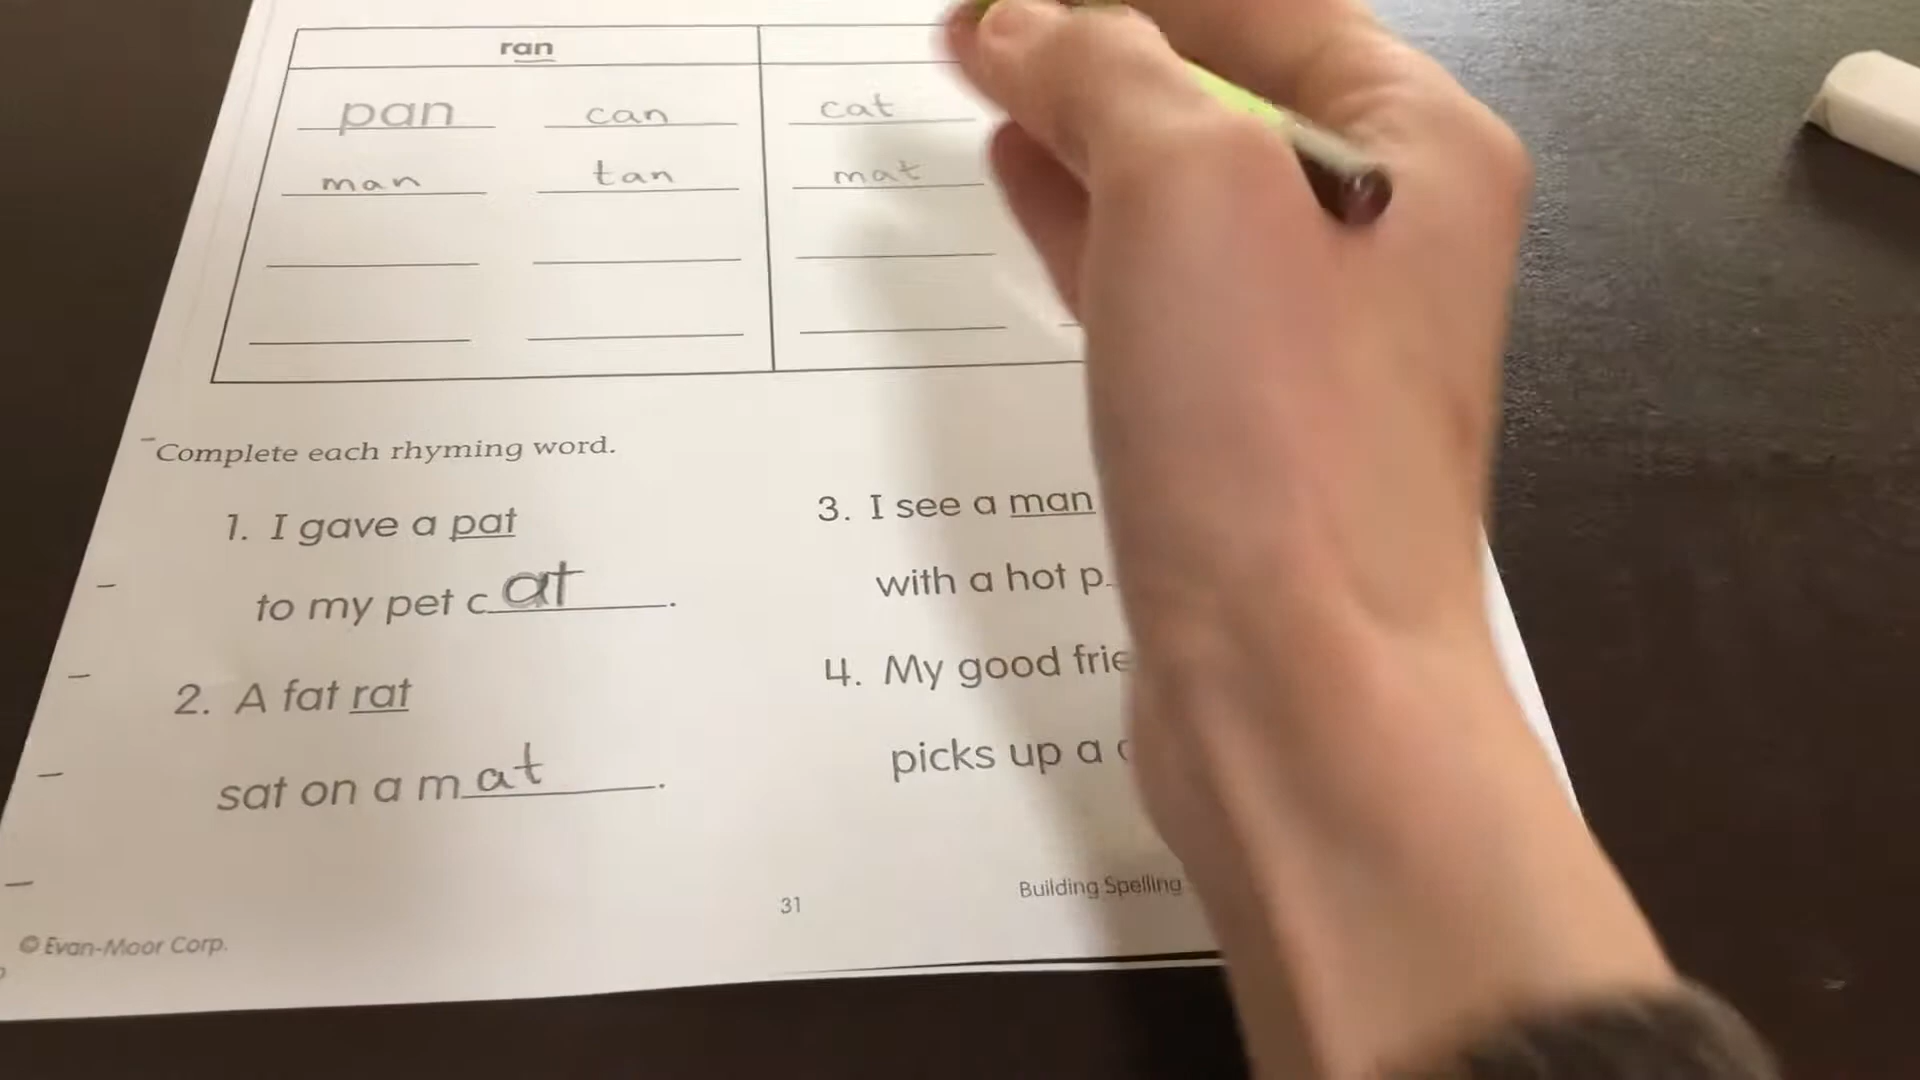 ran
pan can cat
man tan mat
Complete each rhyming word.
1. I gave a pat
to my pet cat.
2. A fat rat
sat on a mat.
3. I see a man
with a hot p
4. My good
picks up a
31
Building Spelling
© Evan-Moor Corp.